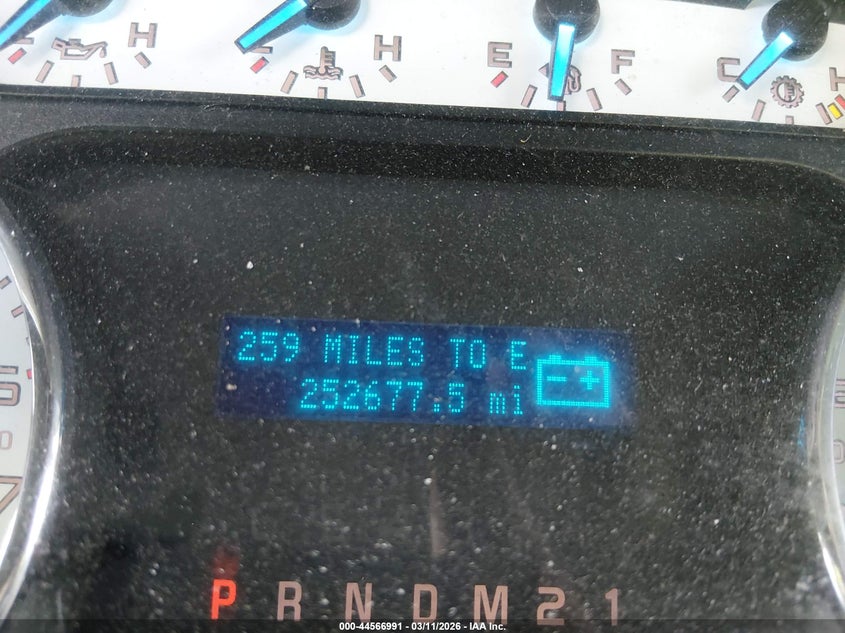 H H E F C H
259 MILES TO E
252677.5 mi
P R N D M 2 1
000-44566991 - 03/11/2026 - IAA Inc.